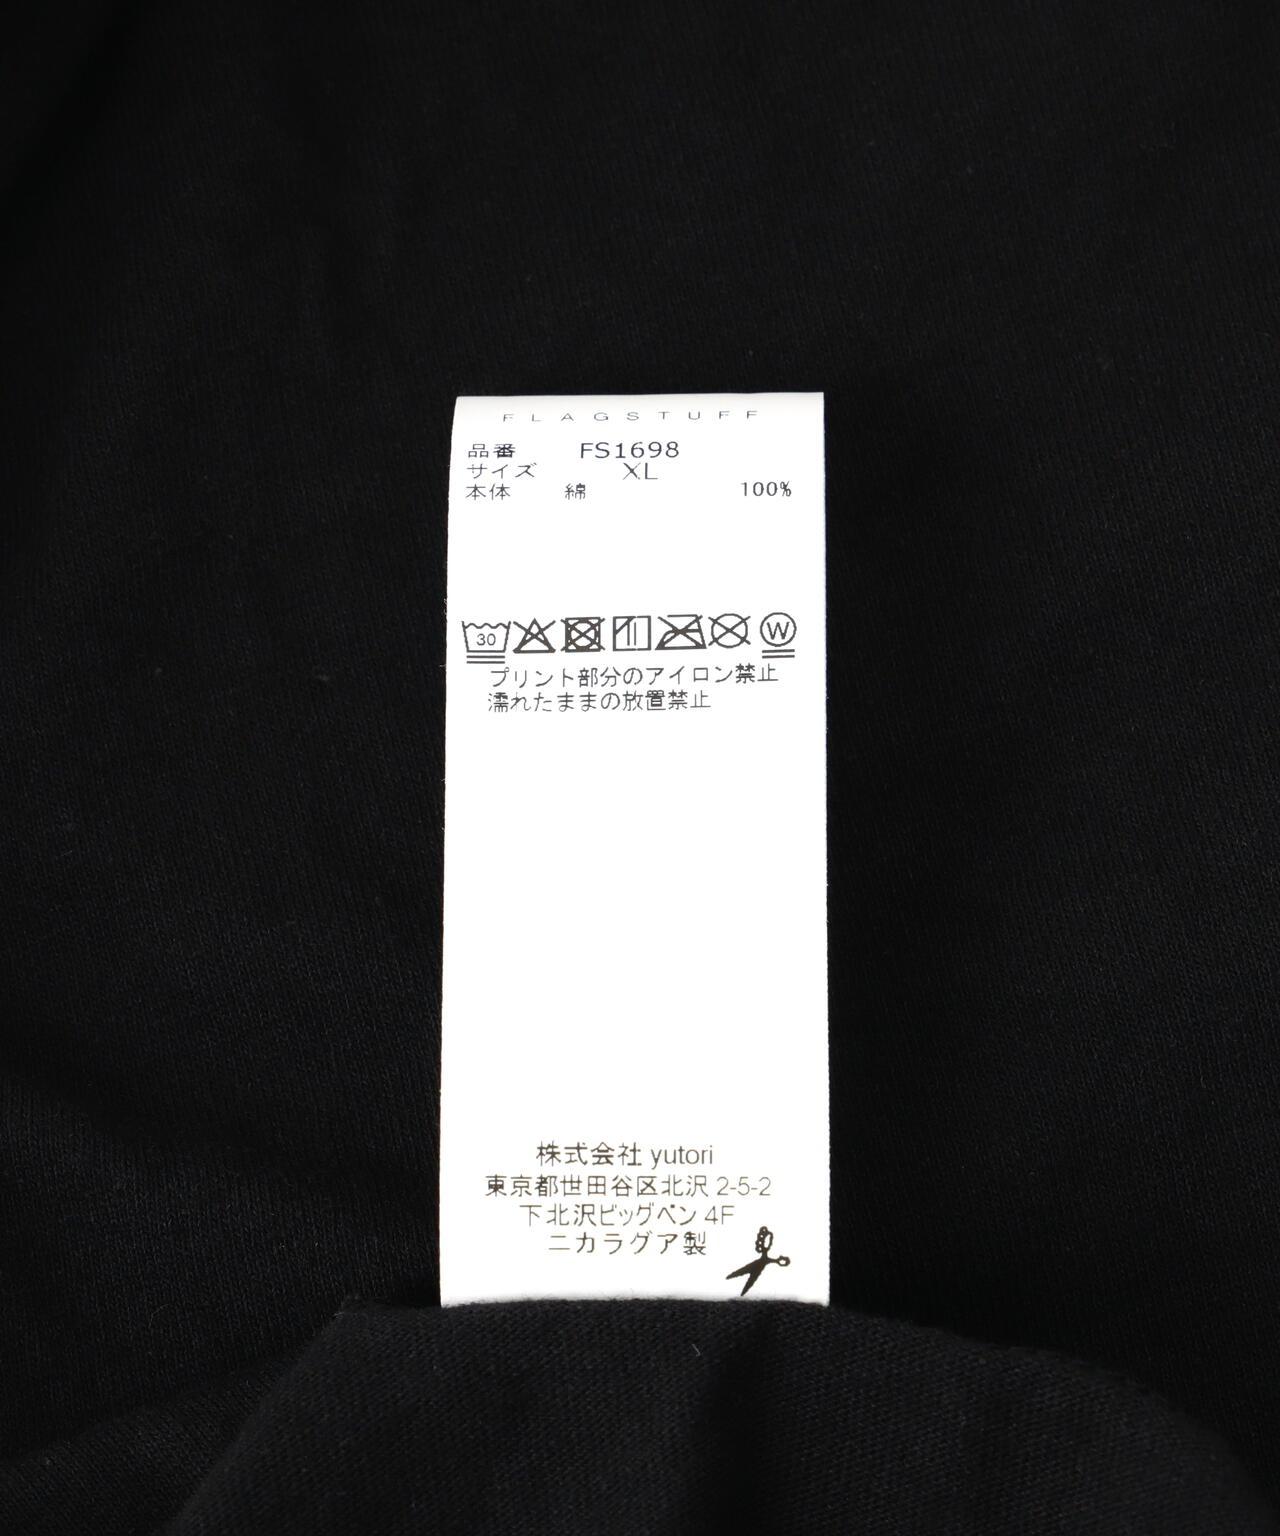 FLAGSTUFF
品番 FS1698
サイズ XL
本体 綿 100%
30 W
プリント部分のアイロン禁止
濡れたままの放置禁止
株式会社 yutori
東京都世田谷区北沢 2-5-2
下北沢ビッグベン 4F
ニカラグア製